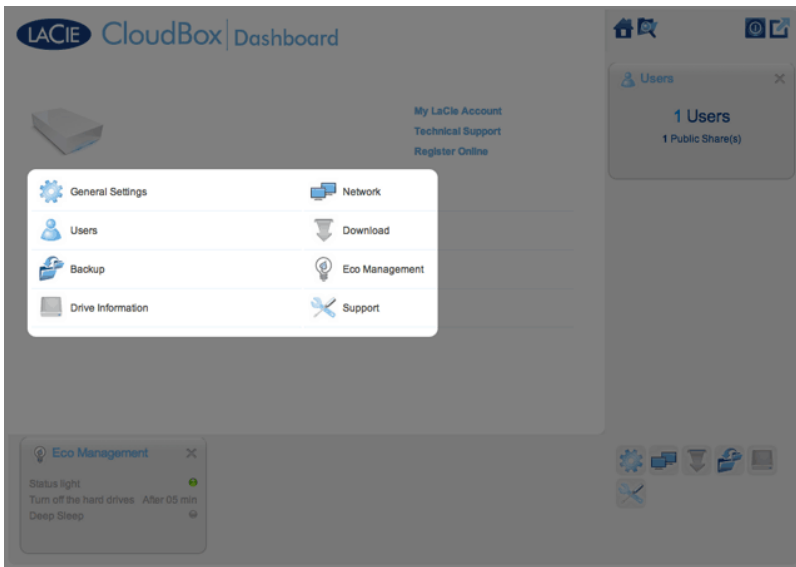 LACIE CloudBox Dashboard
My LaCie Account
Technical Support
Register Online
General Settings
Network
Users
Download
Backup
Eco Management
Drive Information
Support
Users
1 Users
1 Public Share(s)
Eco Management
Status light
Turn off the hard drives After 05 min
Deep Sleep